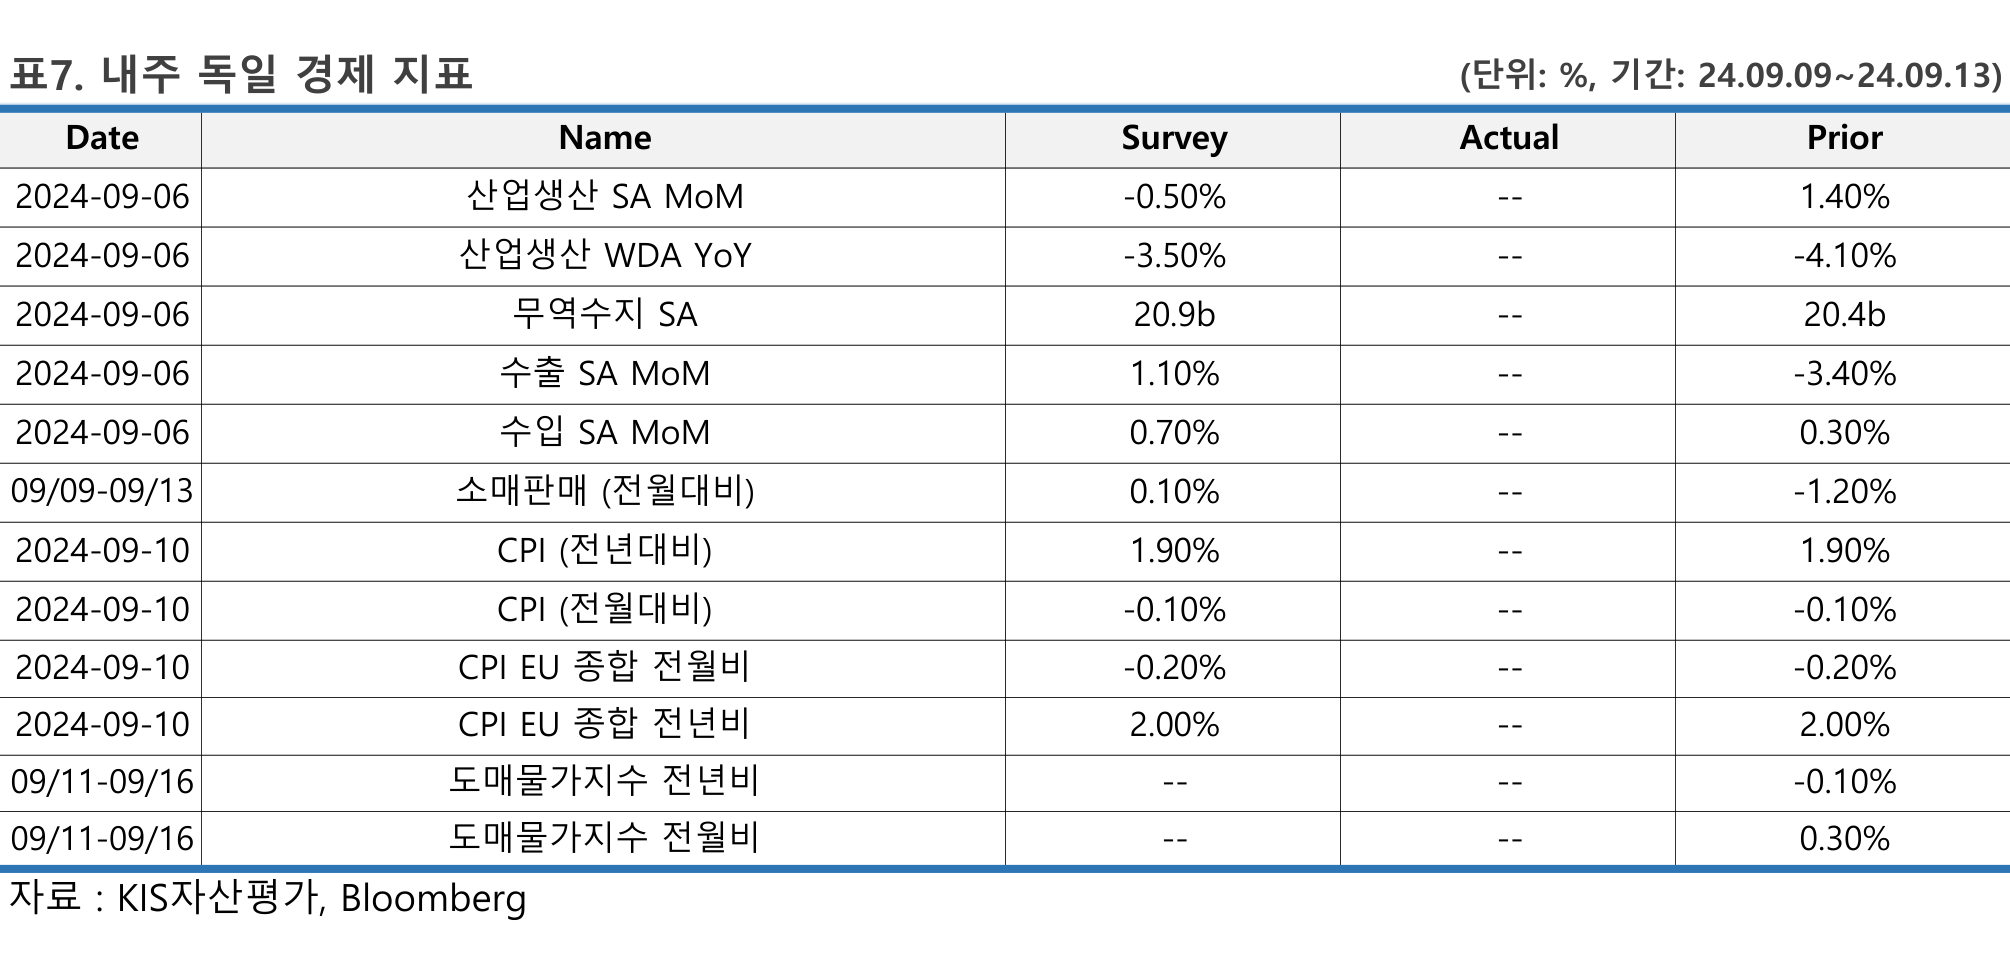 표7. 내주 독일 경제 지표 (단위: %, 기간: 24.09.09~24.09.13)
Date Name Survey Actual Prior
2024-09-06 산업생산 SA MoM -0.50% -- 1.40%
2024-09-06 산업생산 WDA YoY -3.50% -- -4.10%
2024-09-06 무역수지 SA 20.9b -- 20.4b
2024-09-06 수출 SA MoM 1.10% -- -3.40%
2024-09-06 수입 SA MoM 0.70% -- 0.30%
09/09-09/13 소매판매 (전월대비) 0.10% -- -1.20%
2024-09-10 CPI (전년대비) 1.90% -- 1.90%
2024-09-10 CPI (전월대비) -0.10% -- -0.10%
2024-09-10 CPI EU 종합 전월비 -0.20% -- -0.20%
2024-09-10 CPI EU 종합 전년비 2.00% -- 2.00%
09/11-09/16 도매물가지수 전년비 -- -- -0.10%
09/11-09/16 도매물가지수 전월비 -- -- 0.30%
자료 : KIS자산평가, Bloomberg